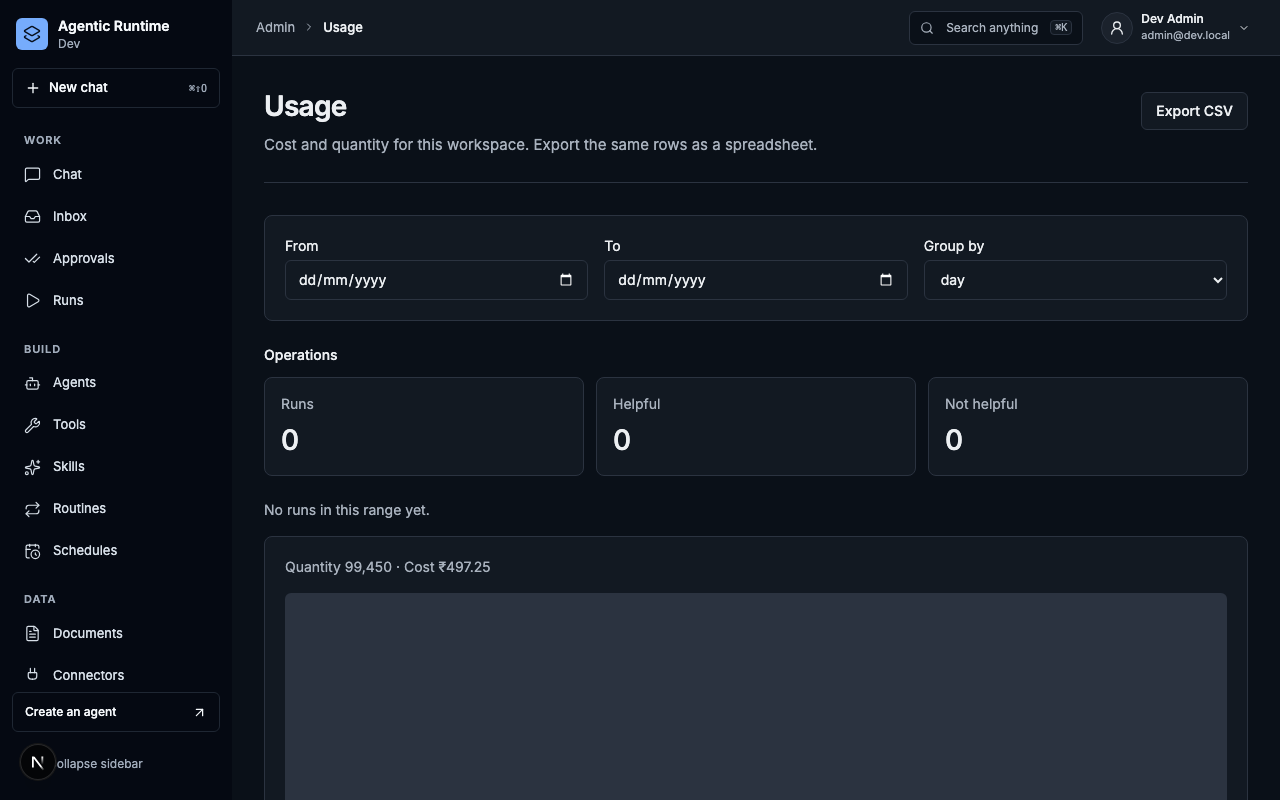 Agentic Runtime
Dev
New chat ⌘⇧O
WORK
Chat
Inbox
Approvals
Runs
BUILD
Agents
Tools
Skills
Routines
Schedules
DATA
Documents
Connectors
Create an agent
N ollapse sidebar
Admin Usage
Search anything ⌘K
Dev Admin
admin@dev.local
Usage
Export CSV
Cost and quantity for this workspace. Export the same rows as a spreadsheet.
From To Group by
dd/mm/yyyy dd/mm/yyyy day
Operations
Runs Helpful Not helpful
0 0 0
No runs in this range yet.
Quantity 99,450 · Cost ₹497.25